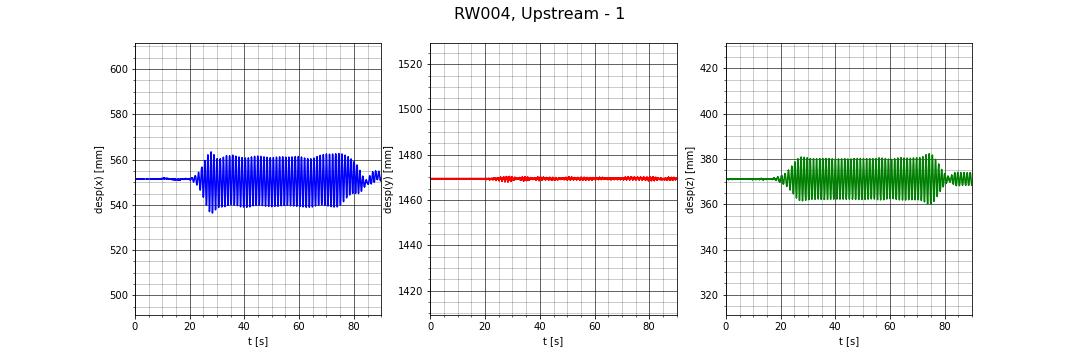 RW004, Upstream - 1
desp(x) [mm]
600
580
560
540
520
500
0 20 40 60 80
t [s]
desp(y) [mm]
1520
1500
1480
1460
1440
1420
0 20 40 60 80
t [s]
desp(z) [mm]
420
400
380
360
340
320
0 20 40 60 80
t [s]